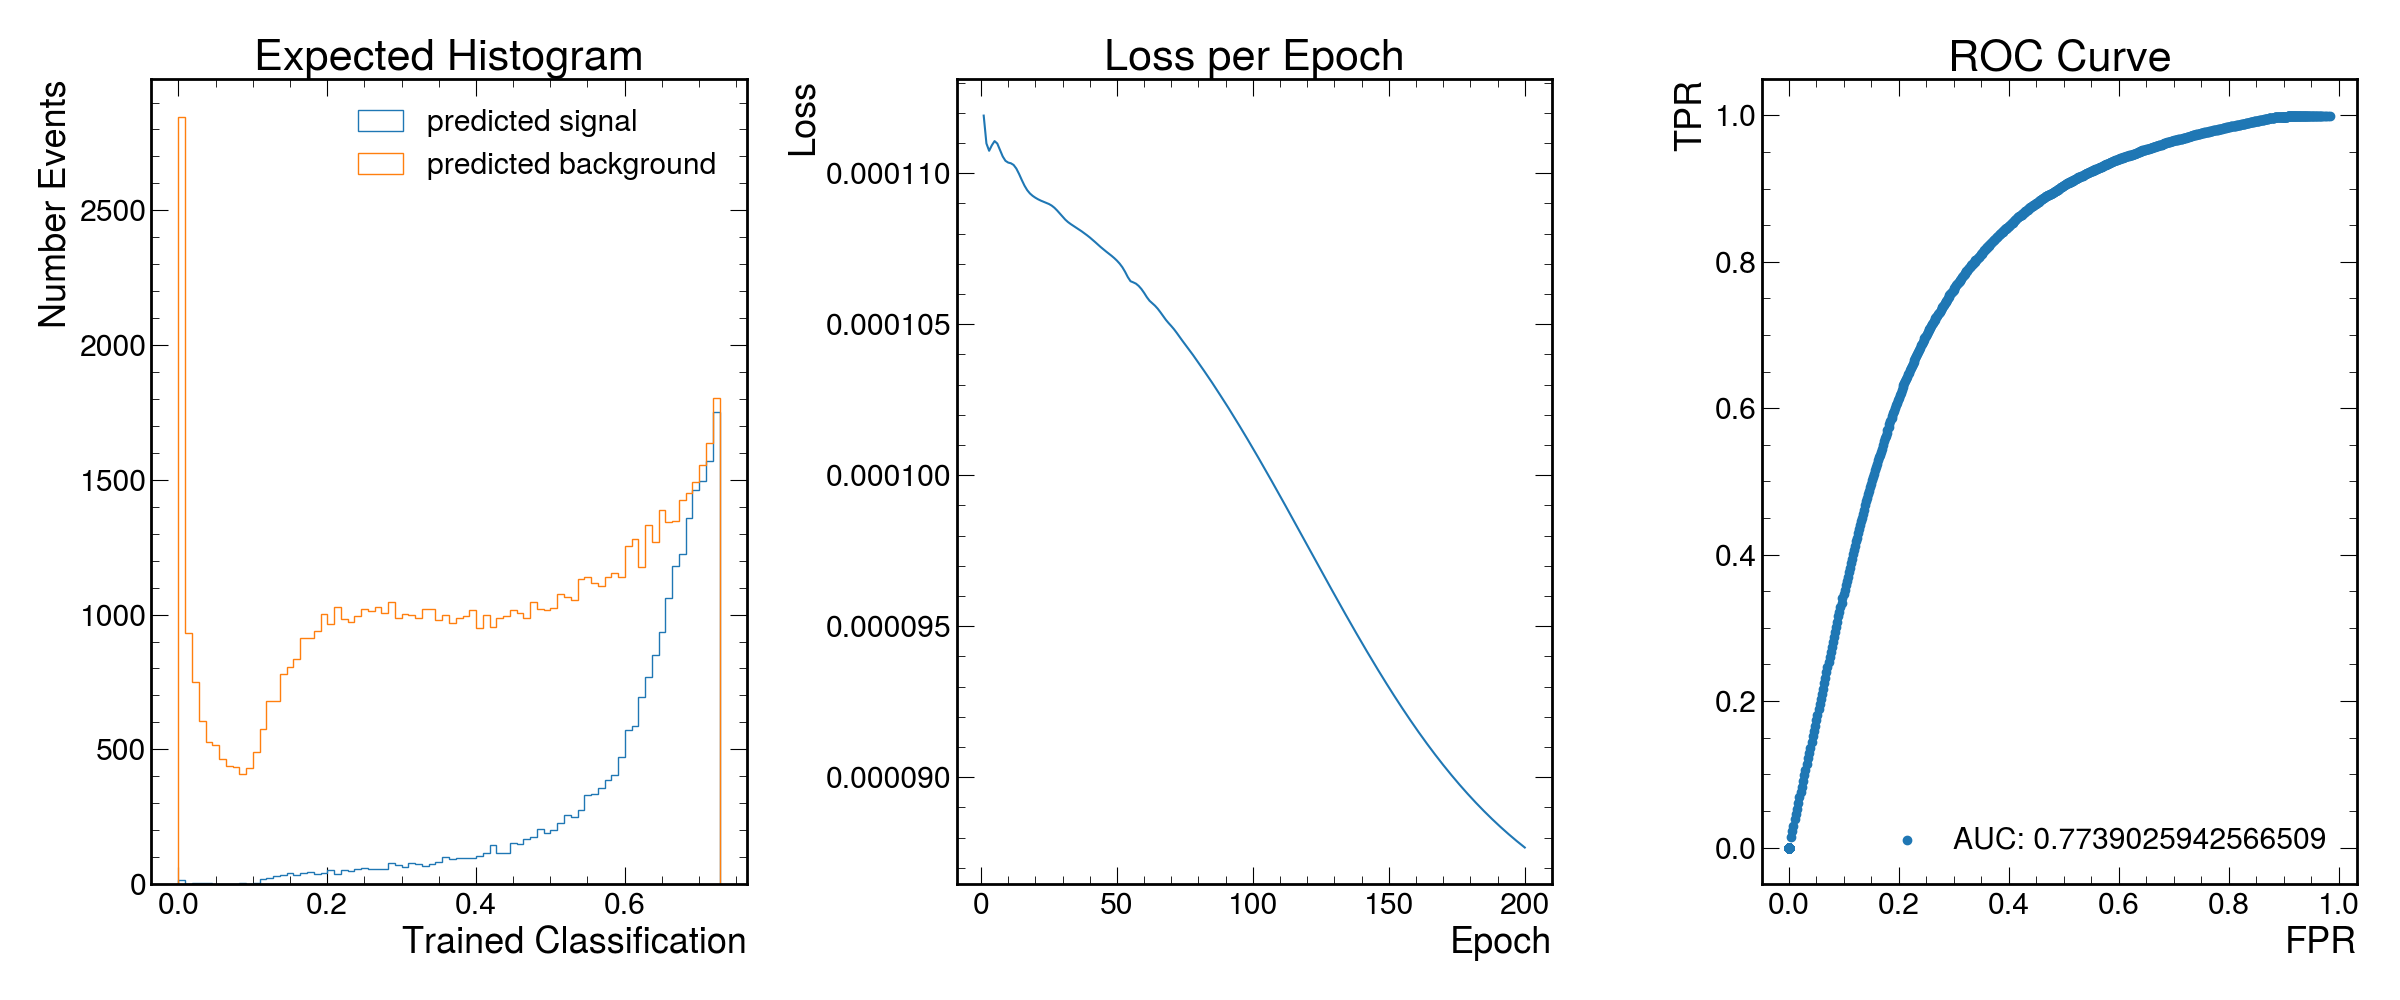 Expected Histogram
Number Events
predicted signal
predicted background
2500
2000
1500
1000
500
0
0.0 0.2 0.4 0.6
Trained Classification
Loss per Epoch
Loss
0.000110
0.000105
0.000100
0.000095
0.000090
0 50 100 150 200
Epoch
ROC Curve
TPR
1.0
0.8
0.6
0.4
0.2
0.0
AUC: 0.7739025942566509
0.0 0.2 0.4 0.6 0.8 1.0
FPR